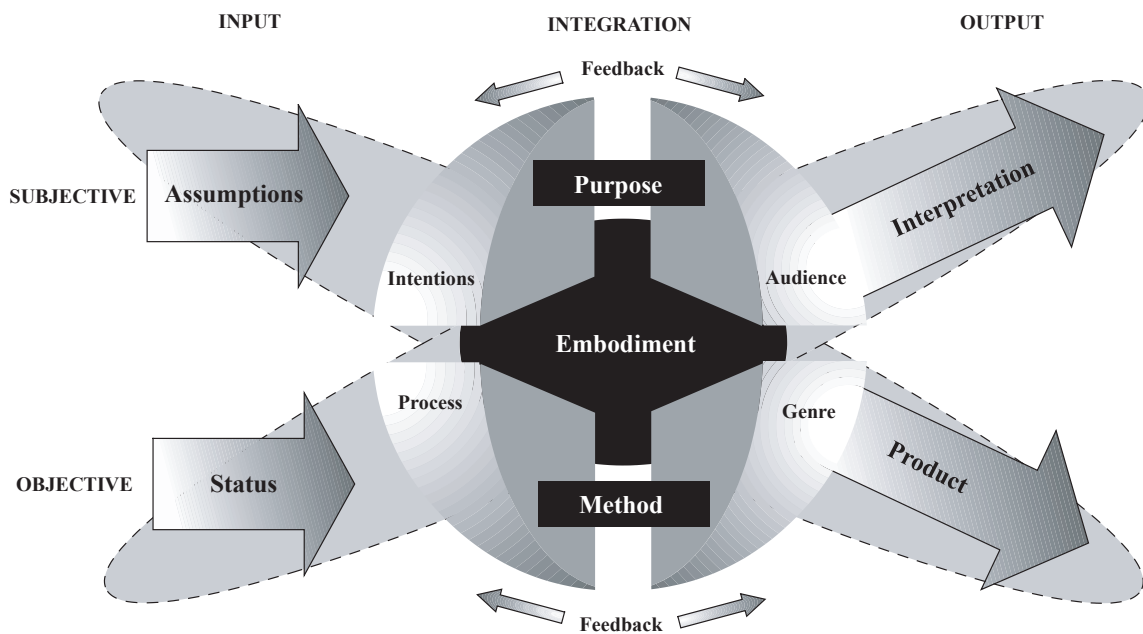 INPUT INTEGRATION OUTPUT
Feedback
Purpose
SUBJECTIVE Assumptions Interpretation
Intentions Audience
Embodiment
Process Genre
OBJECTIVE Status Product
Method
Feedback